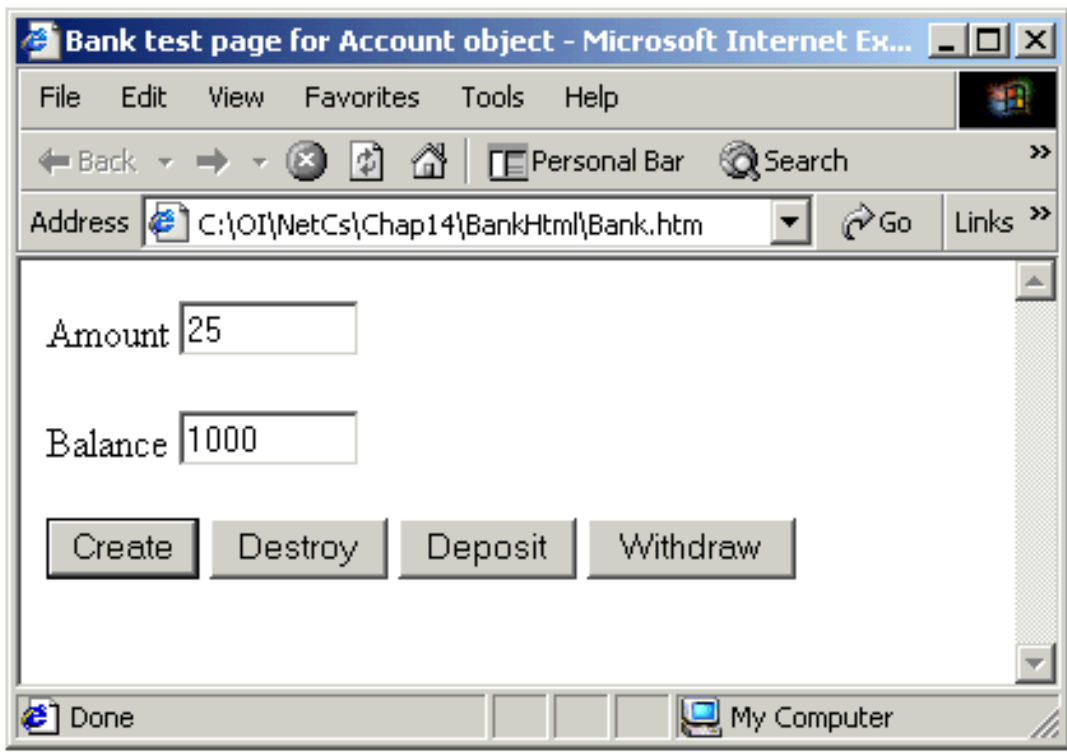 Bank test page for Account object - Microsoft Internet Ex...
File Edit View Favorites Tools Help
Back Personal Bar Search »
Address C:\OI\NetCs\Chap14\BankHtml\Bank.htm Go Links »
Amount 25
Balance 1000
Create Destroy Deposit Withdraw
Done My Computer